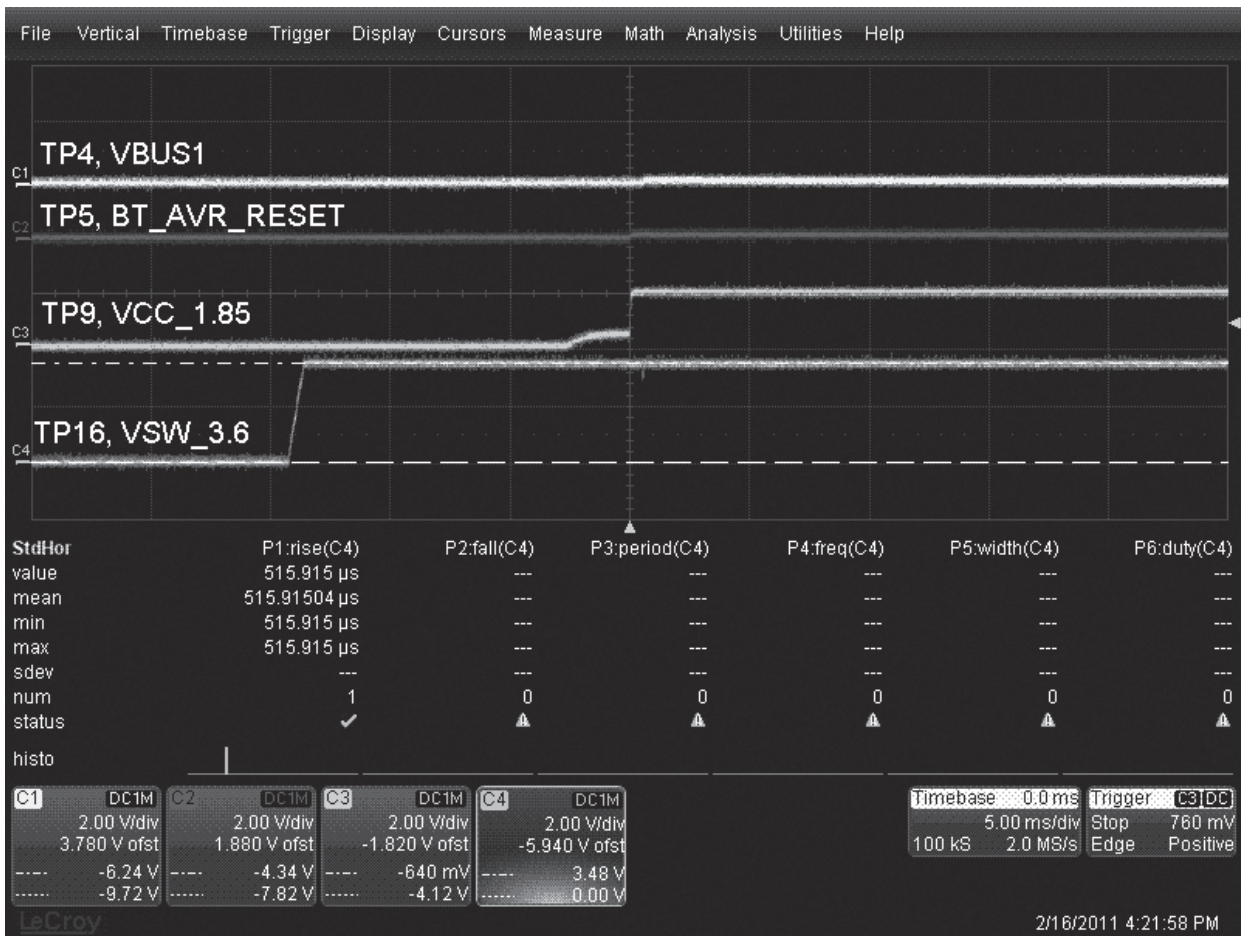 File Vertical Timebase Trigger Display Cursors Measure Math Analysis Utilities Help
TP4, VBUS1
C1
TP5, BT_AVR_RESET
C2
TP9, VCC_1.85
C3
TP16, VSW_3.6
C4
StdHor P1:rise(C4) P2:fall(C4) P3:period(C4) P4:freq(C4) P5:width(C4) P6:duty(C4)
value 515.915 µs --- --- --- --- ---
mean 515.91504 µs --- --- --- --- ---
min 515.915 µs --- --- --- --- ---
max 515.915 µs --- --- --- --- ---
sdev --- --- --- --- --- ---
num 1 0 0 0 0 0
status
histo
C1 DC1M C2 DC1M C3 DC1M C4 DC1M Timebase 0.0 ms Trigger C3 DC
2.00 V/div 2.00 V/div 2.00 V/div 2.00 V/div 5.00 ms/div Stop 760 mV
3.780 V ofst 1.880 V ofst -1.820 V ofst -5.940 V ofst 100 kS 2.0 MS/s Edge Positive
-6.24 V -4.34 V -640 mV 3.48 V
-9.72 V -7.82 V -4.12 V 0.00 V
LeCroy
2/16/2011 4:21:58 PM